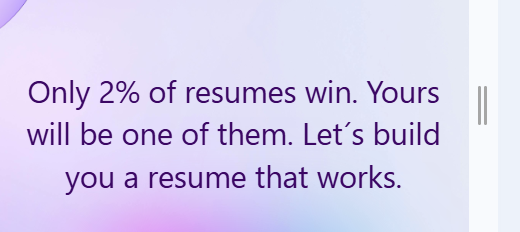 Only 2% of resumes win. Yours
will be one of them. Let´s build
you a resume that works.